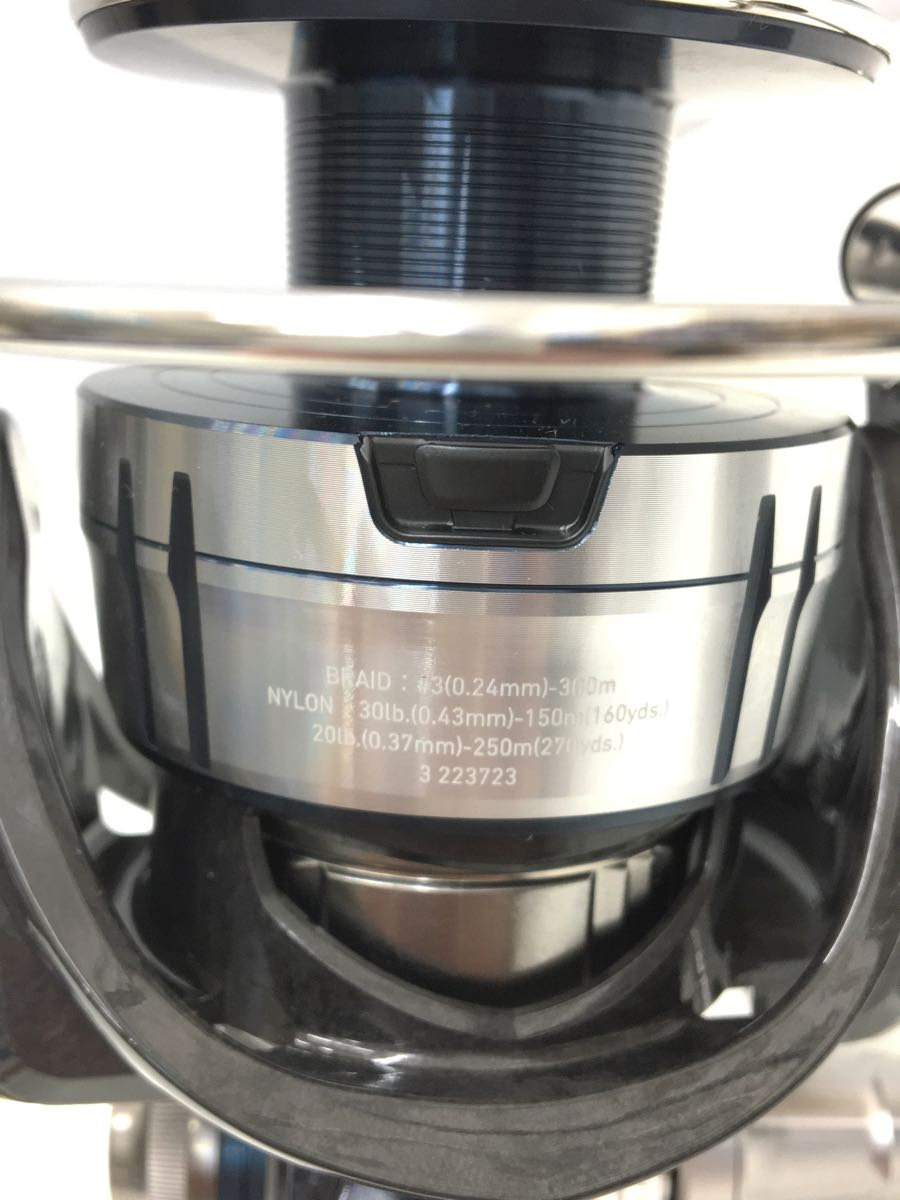 BRAID : #3(0.24mm)-300m
NYLON : 30lb.(0.43mm)-150m(160yds.)
20lb.(0.37mm)-250m(270yds.)
3 223723